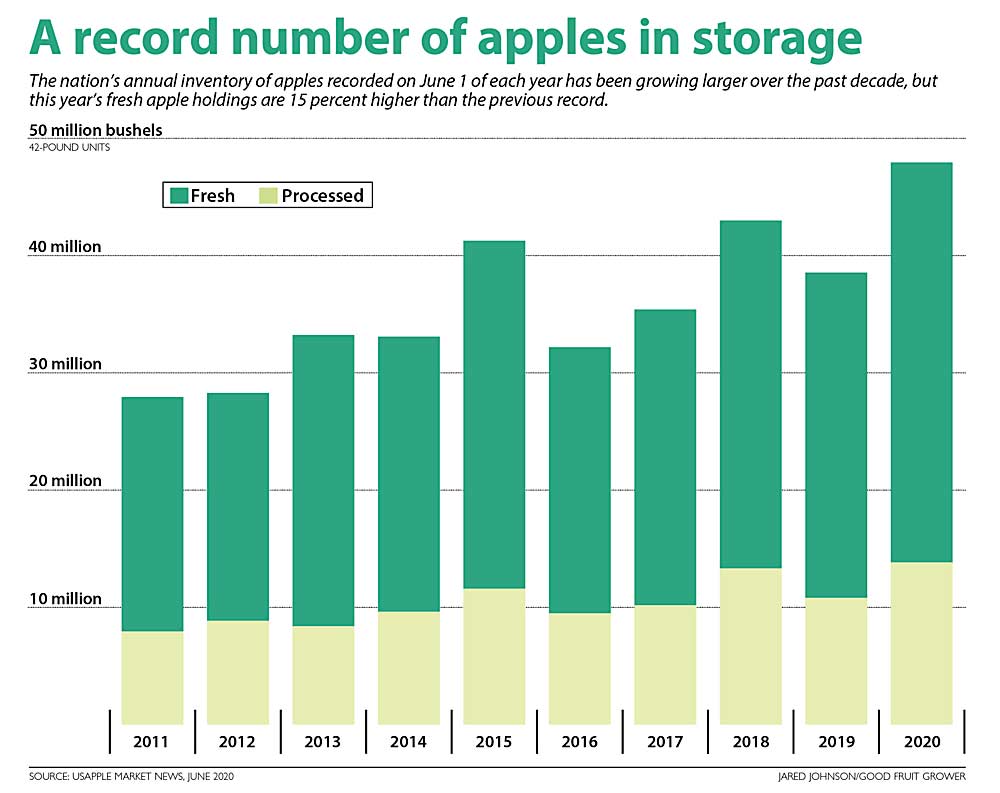 A record number of apples in storage
The nation's annual inventory of apples recorded on June 1 of each year has been growing larger over the past decade, but
this year's fresh apple holdings are 15 percent higher than the previous record.
50 million bushels
42-POUND UNITS
Fresh Processed
40 million
30 million
20 million
10 million
2011 2012 2013 2014 2015 2016 2017 2018 2019 2020
SOURCE: USAPPLE MARKET NEWS, JUNE 2020 JARED JOHNSON/GOOD FRUIT GROWER